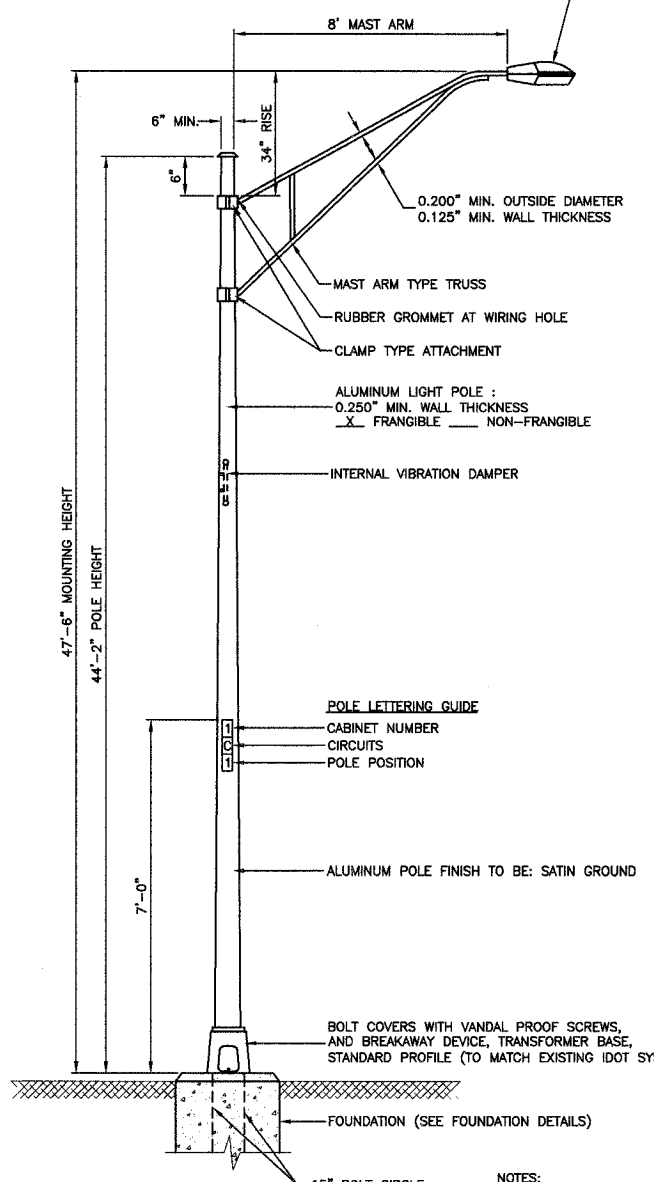 8' MAST ARM
6" MIN.
34" RISE
6"
0.200" MIN. OUTSIDE DIAMETER
0.125" MIN. WALL THICKNESS
MAST ARM TYPE TRUSS
RUBBER GROMMET AT WIRING HOLE
CLAMP TYPE ATTACHMENT
ALUMINUM LIGHT POLE :
0.250" MIN. WALL THICKNESS
X FRANGIBLE ___ NON-FRANGIBLE
INTERNAL VIBRATION DAMPER
47'-6" MOUNTING HEIGHT
44'-2" POLE HEIGHT
POLE LETTERING GUIDE
1 CABINET NUMBER
C CIRCUITS
1 POLE POSITION
7'-0"
ALUMINUM POLE FINISH TO BE: SATIN GROUND
BOLT COVERS WITH VANDAL PROOF SCREWS,
AND BREAKAWAY DEVICE, TRANSFORMER BASE,
STANDARD PROFILE (TO MATCH EXISTING IDOT SY
FOUNDATION (SEE FOUNDATION DETAILS)
15" BOLT CIRCLE
NOTES: